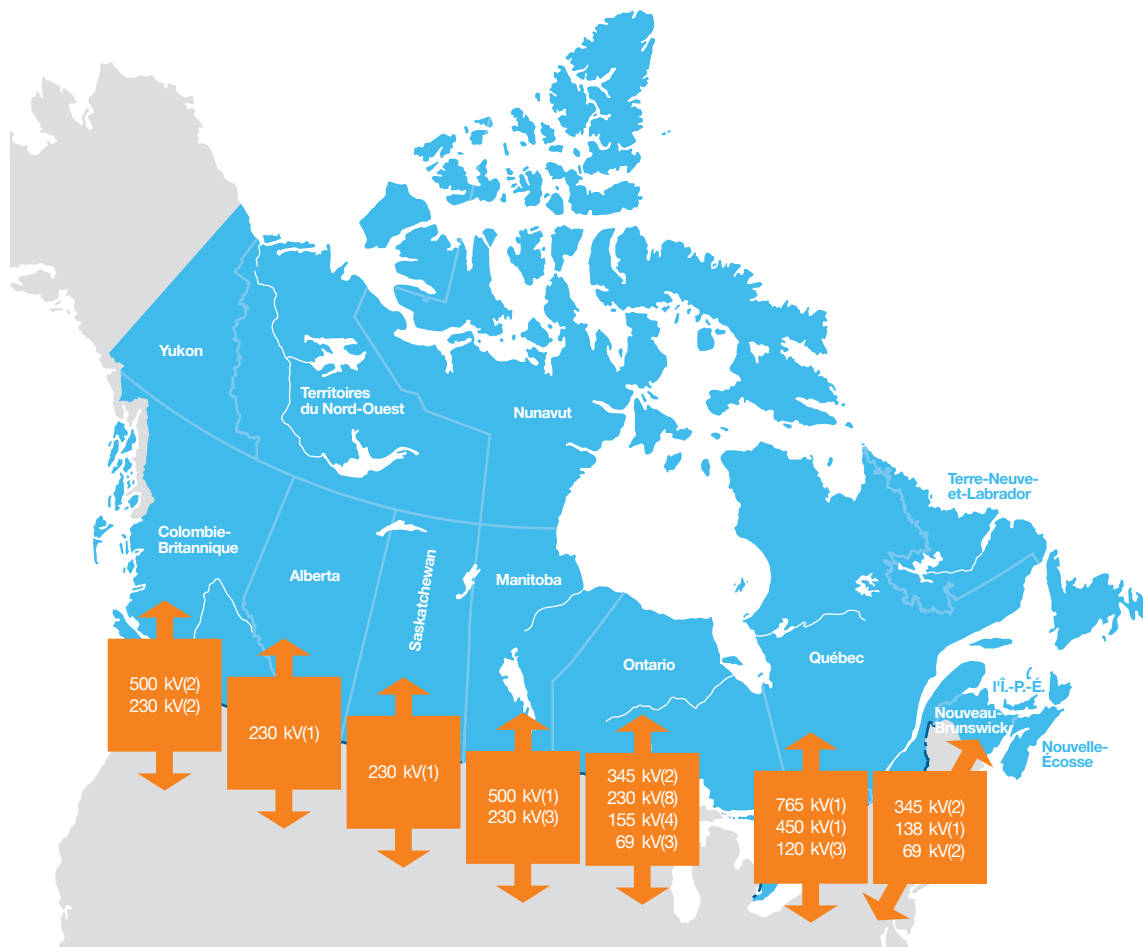 Yukon
Territoires
du Nord-Ouest
Nunavut
Terre-Neuve-
et-Labrador
Colombie-
Britannique
Alberta
Saskatchewan
Manitoba
Ontario
Québec
l'Î.-P.-É.
Nouveau-
Brunswick
Nouvelle-
Écosse
500 kV(2)
230 kV(2)
230 kV(1)
230 kV(1)
500 kV(1)
230 kV(3)
345 kV(2)
230 kV(8)
155 kV(4)
69 kV(3)
765 kV(1)
450 kV(1)
120 kV(3)
345 kV(2)
138 kV(1)
69 kV(2)